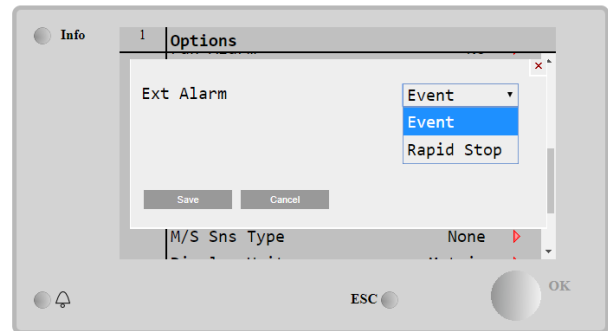 Info
1 Options
×
Ext Alarm Event
Event
Rapid Stop
Save Cancel
M/S Sns Type None
ESC
OK